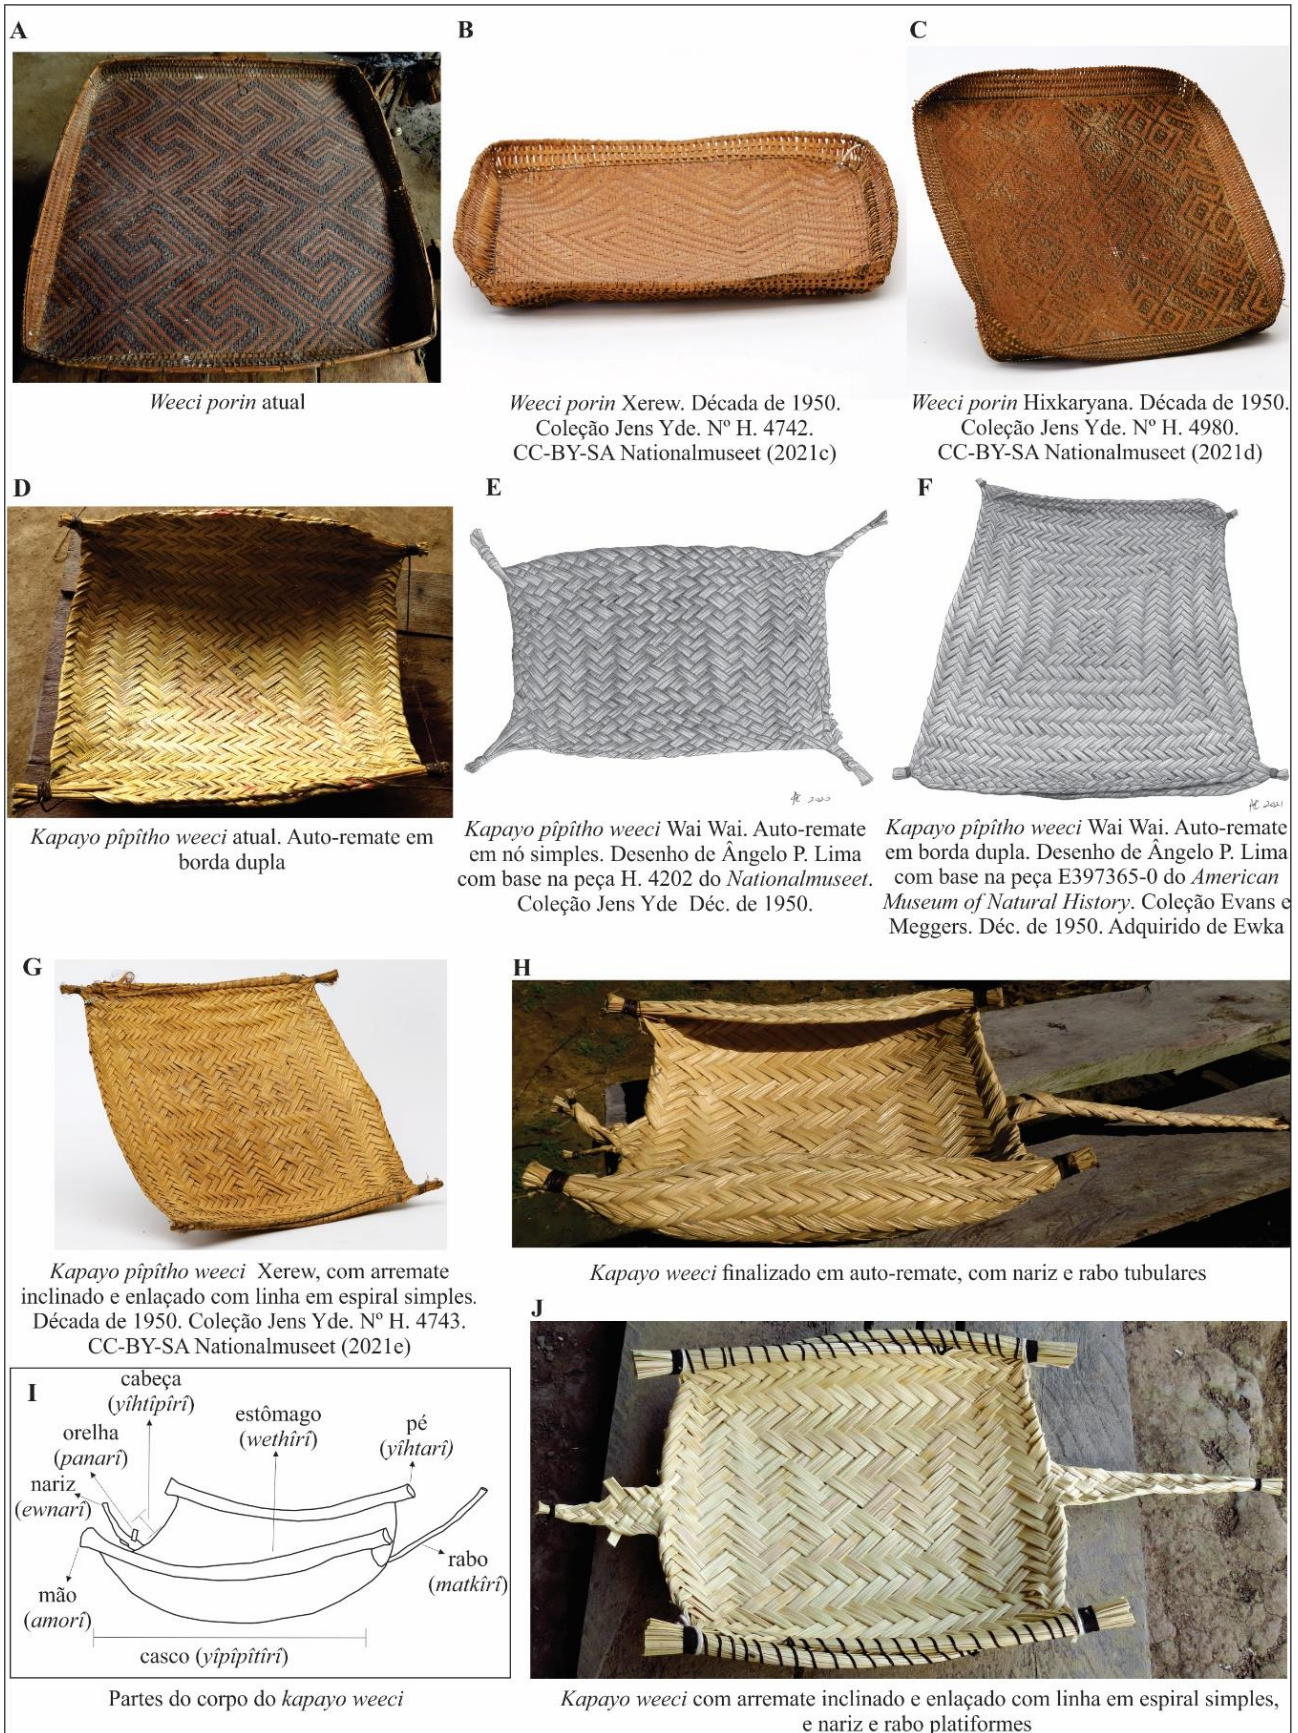 A
B
C
Weeci porin atual
Weeci porin Xerew. Década de 1950.
Coleção Jens Yde. Nº H. 4742.
CC-BY-SA Nationalmuseet (2021c)
Weeci porin Hixkaryana. Década de 1950.
Coleção Jens Yde. Nº H. 4980.
CC-BY-SA Nationalmuseet (2021d)
D
E
F
2020
2021
Kapayo pîpîtho weeci atual. Auto-remate em
borda dupla
Kapayo pîpîtho weeci Wai Wai. Auto-remate
em nó simples. Desenho de Ângelo P. Lima
com base na peça H. 4202 do Nationalmuseet.
Coleção Jens Yde Déc. de 1950.
Kapayo pîpîtho weeci Wai Wai. Auto-remate
em borda dupla. Desenho de Ângelo P. Lima
com base na peça E397365-0 do American
Museum of Natural History. Coleção Evans e
Meggers. Déc. de 1950. Adquirido de Ewka
G
H
Kapayo pîpîtho weeci Xerew, com arremate
inclinado e enlaçado com linha em espiral simples.
Década de 1950. Coleção Jens Yde. Nº H. 4743.
CC-BY-SA Nationalmuseet (2021e)
Kapayo weeci finalizado em auto-remate, com nariz e rabo tubulares
I
cabeça
(yîhtîpîrî)
orelha
(panarî)
nariz
(ewnarî)
estômago
(wethîrî)
pé
(yîhtarî)
mão
(amorî)
rabo
(matkîrî)
casco (yîpîpîtîrî)
Partes do corpo do kapayo weeci
J
Kapayo weeci com arremate inclinado e enlaçado com linha em espiral simples,
e nariz e rabo platiformes